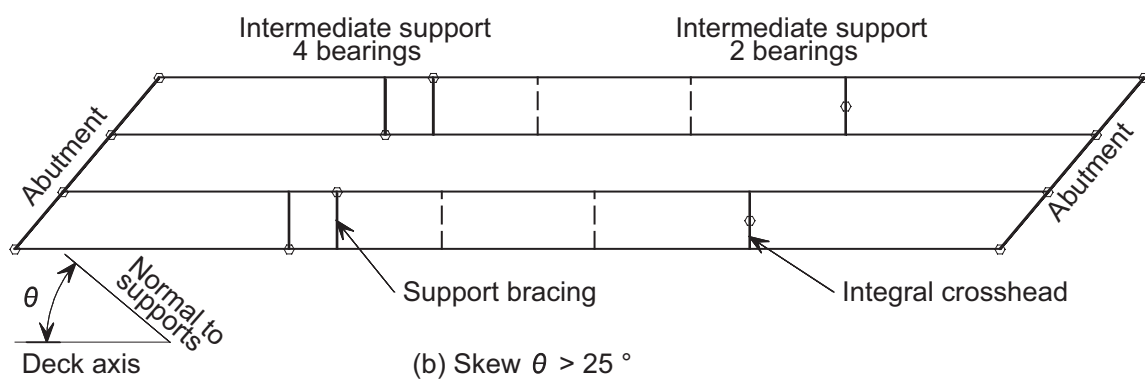 Intermediate support
4 bearings
Intermediate support
2 bearings
Abutment
Abutment
θ
Normal to
supports
Deck axis
Support bracing
Integral crosshead
(b) Skew θ > 25 °